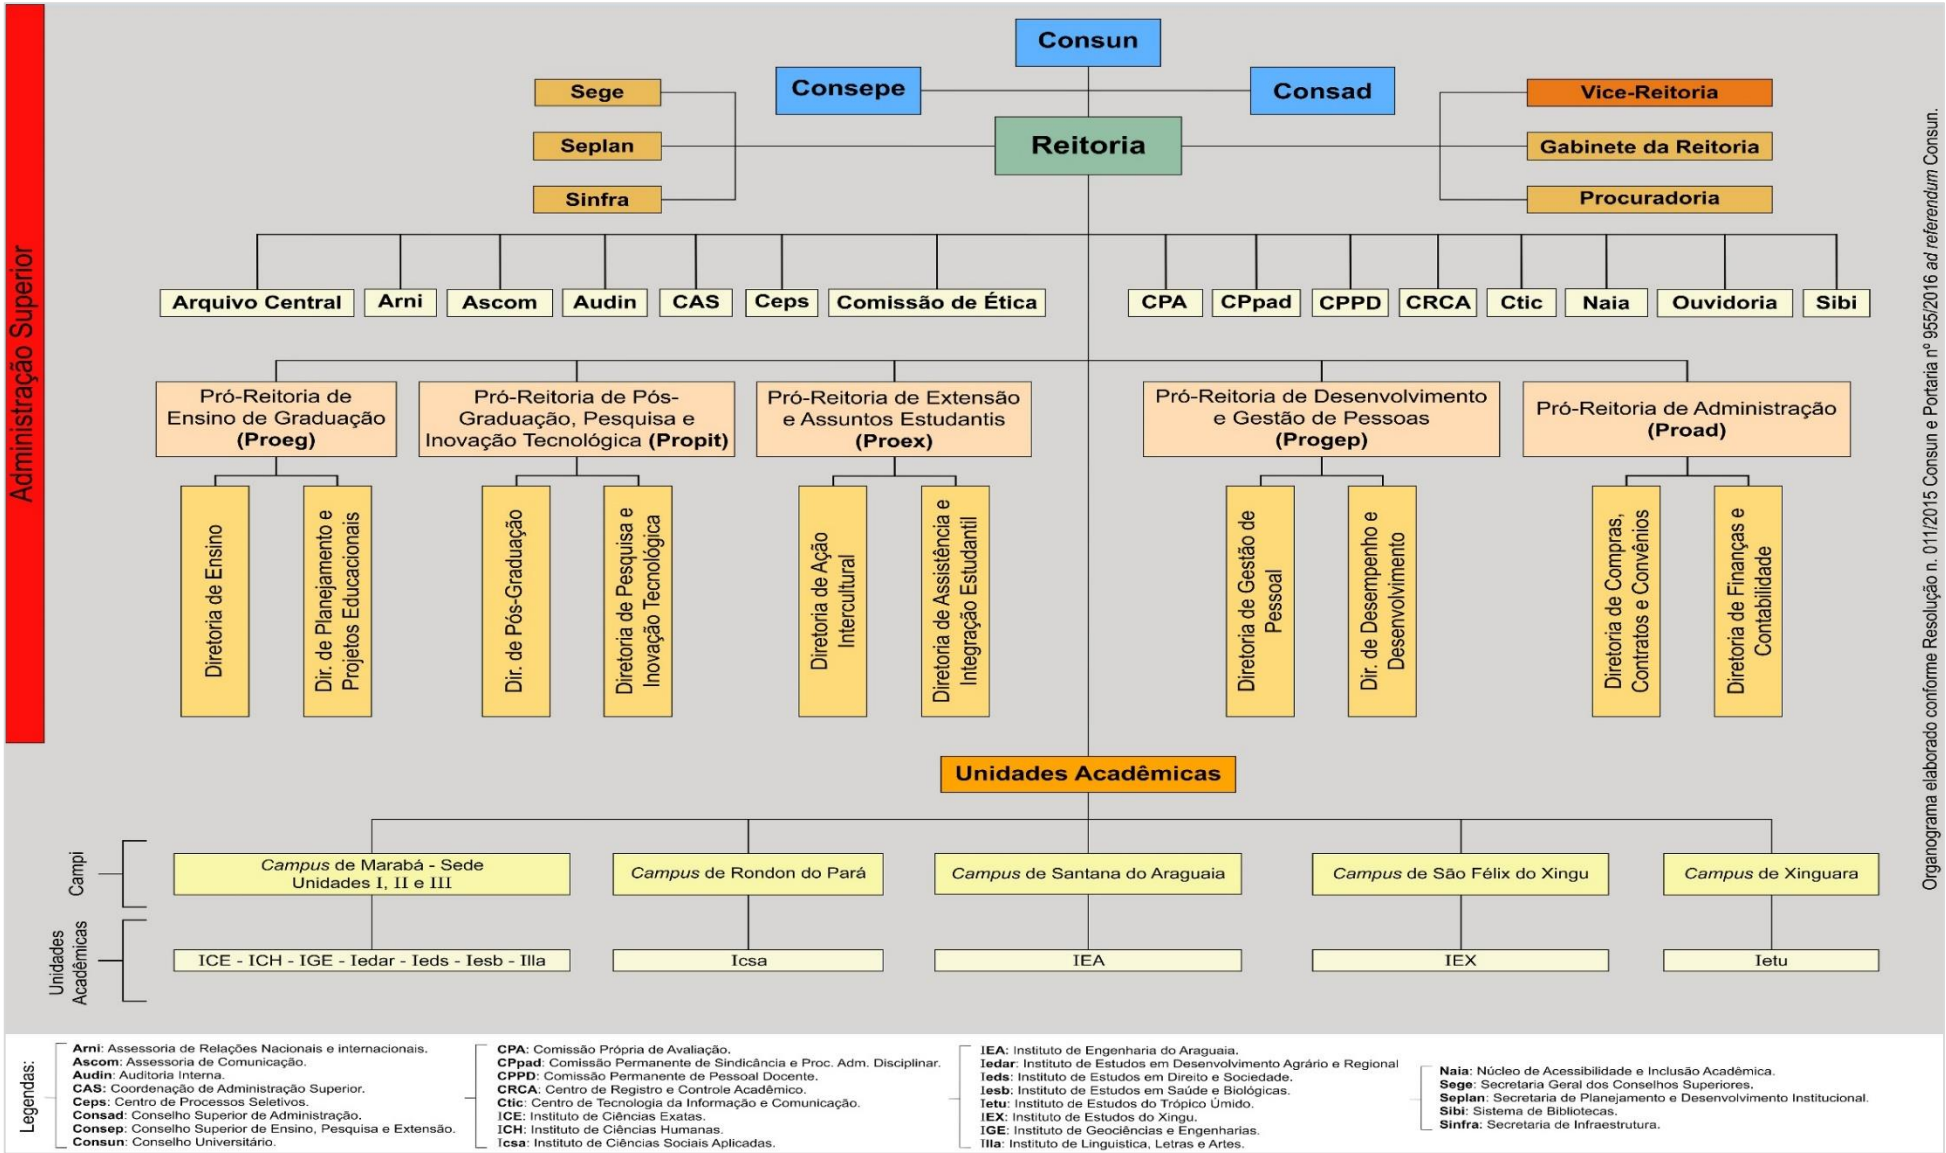 Administração Superior
Consun
Consepe
Consad
Sege
Seplan
Sinfra
Reitoria
Vice-Reitoria
Gabinete da Reitoria
Procuradoria
Arquivo Central
Arni
Ascom
Audin
CAS
Ceps
Comissão de Ética
CPA
CPpad
CPPD
CRCA
Ctic
Naia
Ouvidoria
Sibi
Pró-Reitoria de
Ensino de Graduação
(Proeg)
Pró-Reitoria de Pós-
Graduação, Pesquisa e
Inovação Tecnológica (Propit)
Pró-Reitoria de Extensão
e Assuntos Estudantis
(Proex)
Pró-Reitoria de Desenvolvimento
e Gestão de Pessoas
(Progep)
Pró-Reitoria de Administração
(Proad)
Diretoria de Ensino
Dir. de Planejamento e
Projetos Educacionais
Dir. de Pós-Graduação
Diretoria de Pesquisa e
Inovação Tecnológica
Diretoria de Ação
Intercultural
Diretoria de Assistência e
Integração Estudantil
Diretoria de Gestão de
Pessoal
Dir. de Desempenho e
Desenvolvimento
Diretoria de Compras,
Contratos e Convênios
Diretoria de Finanças e
Contabilidade
Unidades Acadêmicas
Campi
Campus de Marabá - Sede
Unidades I, II e III
Campus de Rondon do Pará
Campus de Santana do Araguaia
Campus de São Félix do Xingu
Campus de Xinguara
Unidades
Acadêmicas
ICE - ICH - IGE - Iedar - Ieds - Iesb - Illa
Icsa
IEA
IEX
Ietu
Organograma elaborado conforme Resolução n. 011/2015 Consun e Portaria nº 955/2016 ad referendum Consun.
Legendas:
Arni: Assessoria de Relações Nacionais e internacionais.
Ascom: Assessoria de Comunicação.
Audin: Auditoria Interna.
CAS: Coordenação de Administração Superior.
Ceps: Centro de Processos Seletivos.
Consad: Conselho Superior de Administração.
Consep: Conselho Superior de Ensino, Pesquisa e Extensão.
Consun: Conselho Universitário.
CPA: Comissão Própria de Avaliação.
CPpad: Comissão Permanente de Sindicância e Proc. Adm. Disciplinar.
CPPD: Comissão Permanente de Pessoal Docente.
CRCA: Centro de Registro e Controle Acadêmico.
Ctic: Centro de Tecnologia da Informação e Comunicação.
ICE: Instituto de Ciências Exatas.
ICH: Instituto de Ciências Humanas.
Icsa: Instituto de Ciências Sociais Aplicadas.
IEA: Instituto de Engenharia do Araguaia.
Iedar: Instituto de Estudos em Desenvolvimento Agrário e Regional
Ieds: Instituto de Estudos em Direito e Sociedade.
Iesb: Instituto de Estudos em Saúde e Biológicas.
Ietu: Instituto de Estudos do Trópico Úmido.
IEX: Instituto de Estudos do Xingu.
IGE: Instituto de Geociências e Engenharias.
Illa: Instituto de Linguistica, Letras e Artes.
Naia: Núcleo de Acessibilidade e Inclusão Acadêmica.
Sege: Secretaria Geral dos Conselhos Superiores.
Seplan: Secretaria de Planejamento e Desenvolvimento Institucional.
Sibi: Sistema de Bibliotecas.
Sinfra: Secretaria de Infraestrutura.